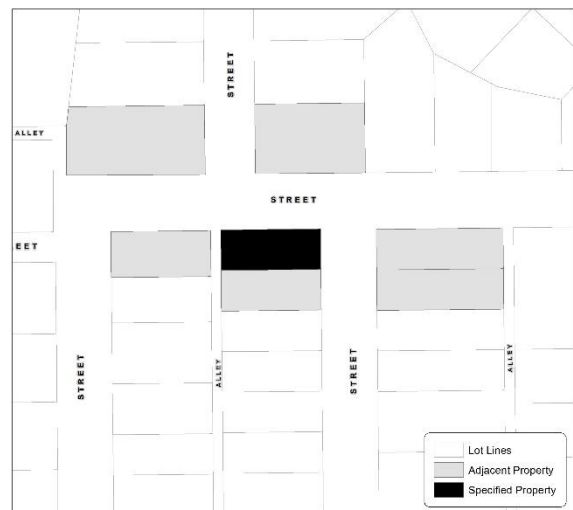 STREET
ALLEY
STREET
EET
STREET
ALLEY
STREET
ALLEY
Lot Lines
Adjacent Property
Specified Property